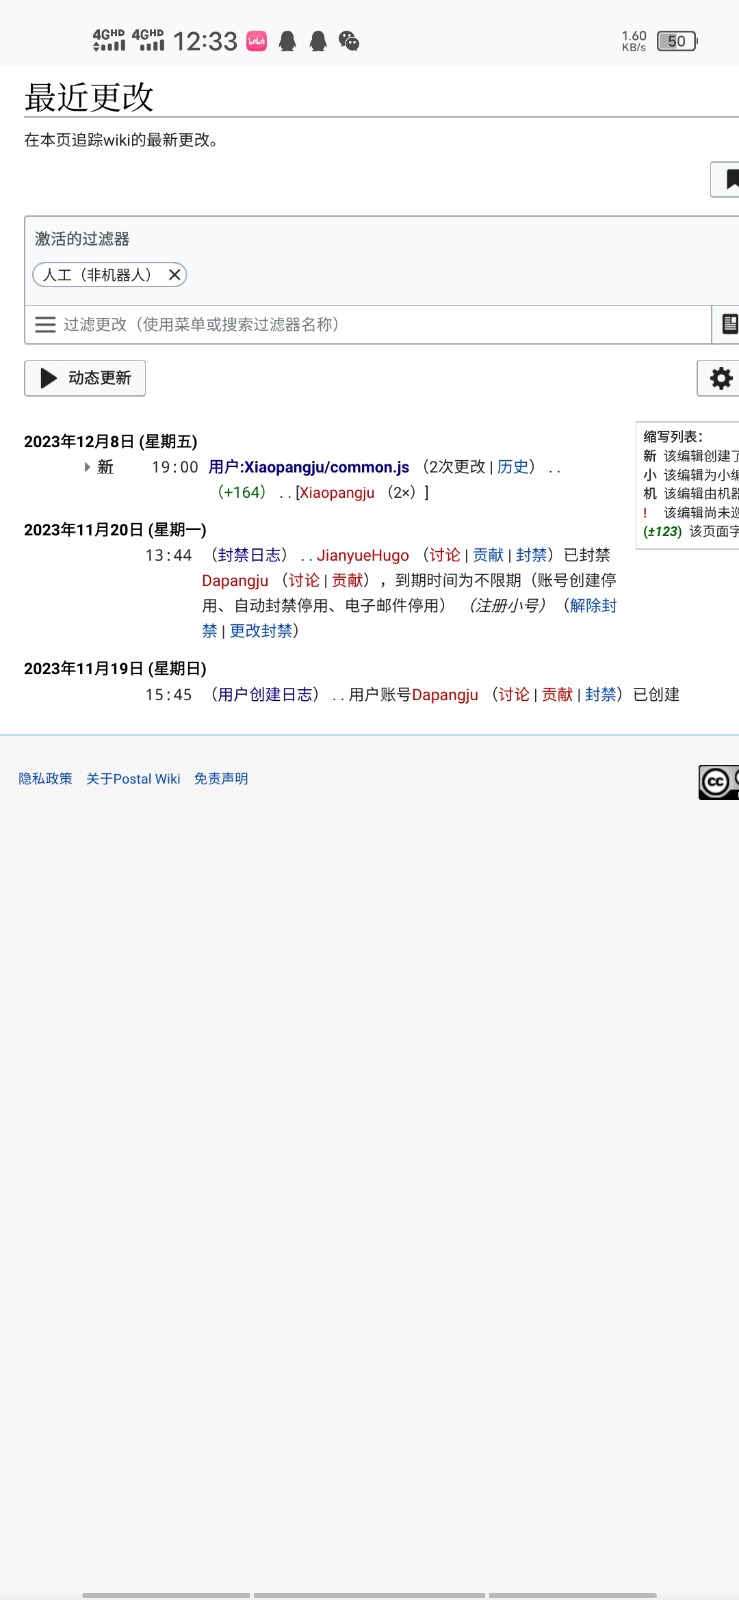 4GHD 4GHD 12:33 1.60 KB/s 50
最近更改
在本页追踪wiki的最新更改。
激活的过滤器
人工（非机器人）
过滤更改（使用菜单或搜索过滤器名称）
动态更新
缩写列表：
新 该编辑创建了
小 该编辑为小编
机 该编辑由机器
! 该编辑尚未巡
(±123) 该页面字
2023年12月8日 (星期五)
新 19:00 用户:Xiaopangju/common.js （2次更改 | 历史） . .
（+164） . . [Xiaopangju （2×）]
2023年11月20日 (星期一)
13:44 （封禁日志） . . JianyueHugo （讨论 | 贡献 | 封禁）已封禁
Dapangju （讨论 | 贡献），到期时间为不限期（账号创建停
用、自动封禁停用、电子邮件停用） （注册小号）（解除封
禁 | 更改封禁）
2023年11月19日 (星期日)
15:45 （用户创建日志） . . 用户账号Dapangju （讨论 | 贡献 | 封禁）已创建
隐私政策 关于Postal Wiki 免责声明
cc